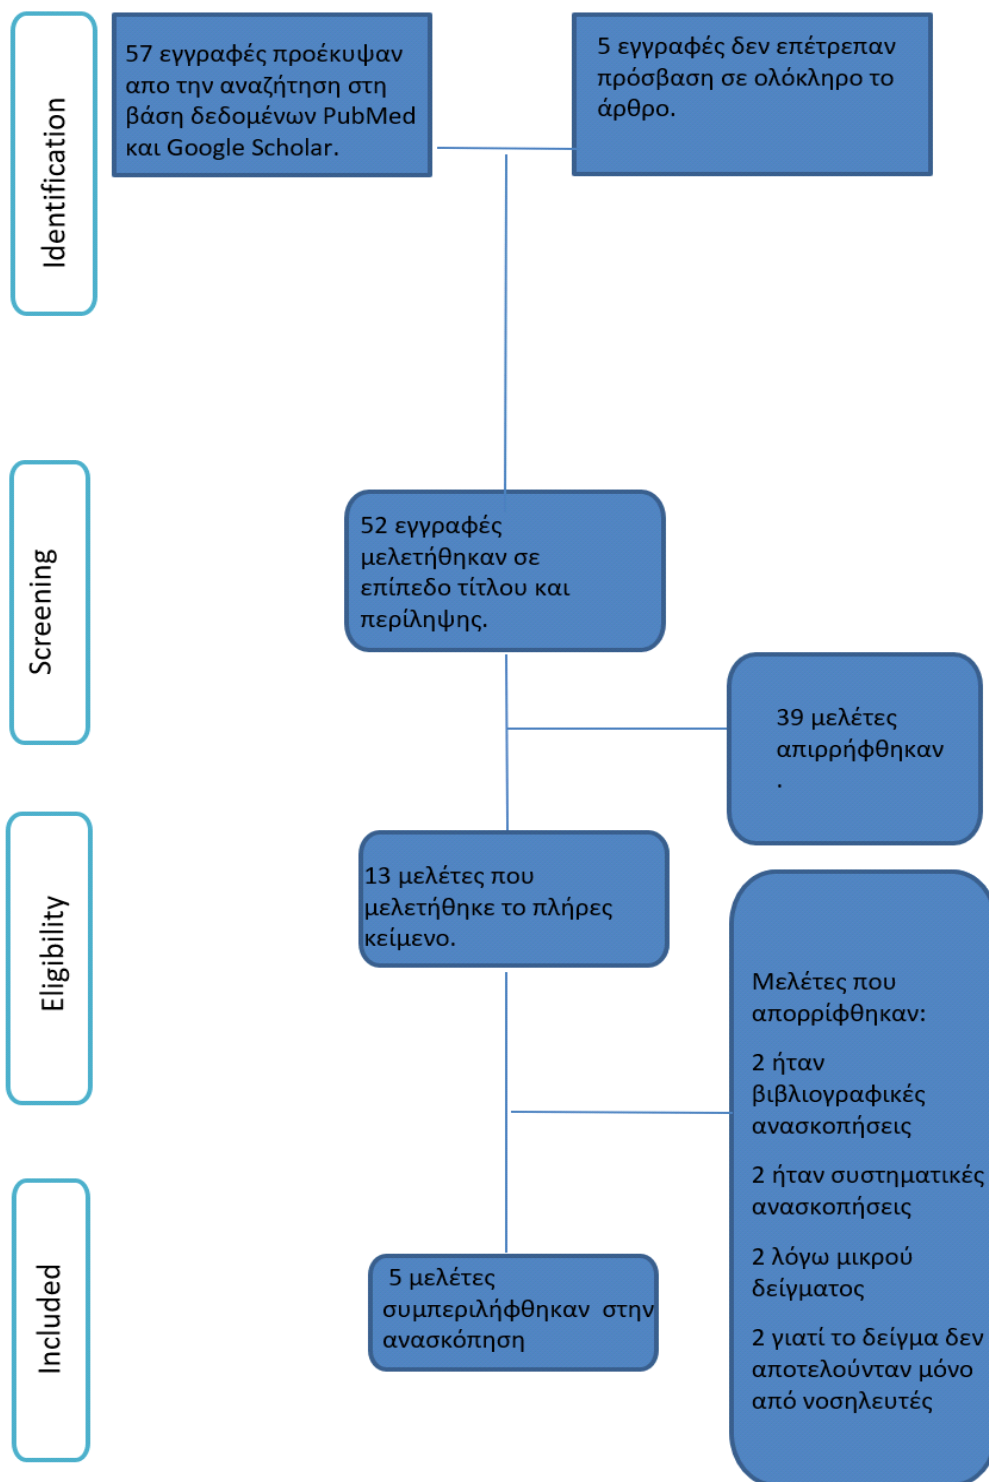 Identification
57 εγγραφές προέκυψαν
απο την αναζήτηση στη
βάση δεδομένων PubMed
και Google Scholar.
5 εγγραφές δεν επέτρεπαν
πρόσβαση σε ολόκληρο το
άρθρο.
Screening
52 εγγραφές
μελετήθηκαν σε
επίπεδο τίτλου και
περίληψης.
39 μελέτες
απιρρήφθηκαν
.
Eligibility
13 μελέτες που
μελετήθηκε το πλήρες
κείμενο.
Μελέτες που
απορρίφθηκαν:
2 ήταν
βιβλιογραφικές
ανασκοπήσεις
2 ήταν συστηματικές
ανασκοπήσεις
2 λόγω μικρού
δείγματος
2 γιατί το δείγμα δεν
αποτελούνταν μόνο
από νοσηλευτές
Included
5 μελέτες
συμπεριλήφθηκαν στην
ανασκόπηση